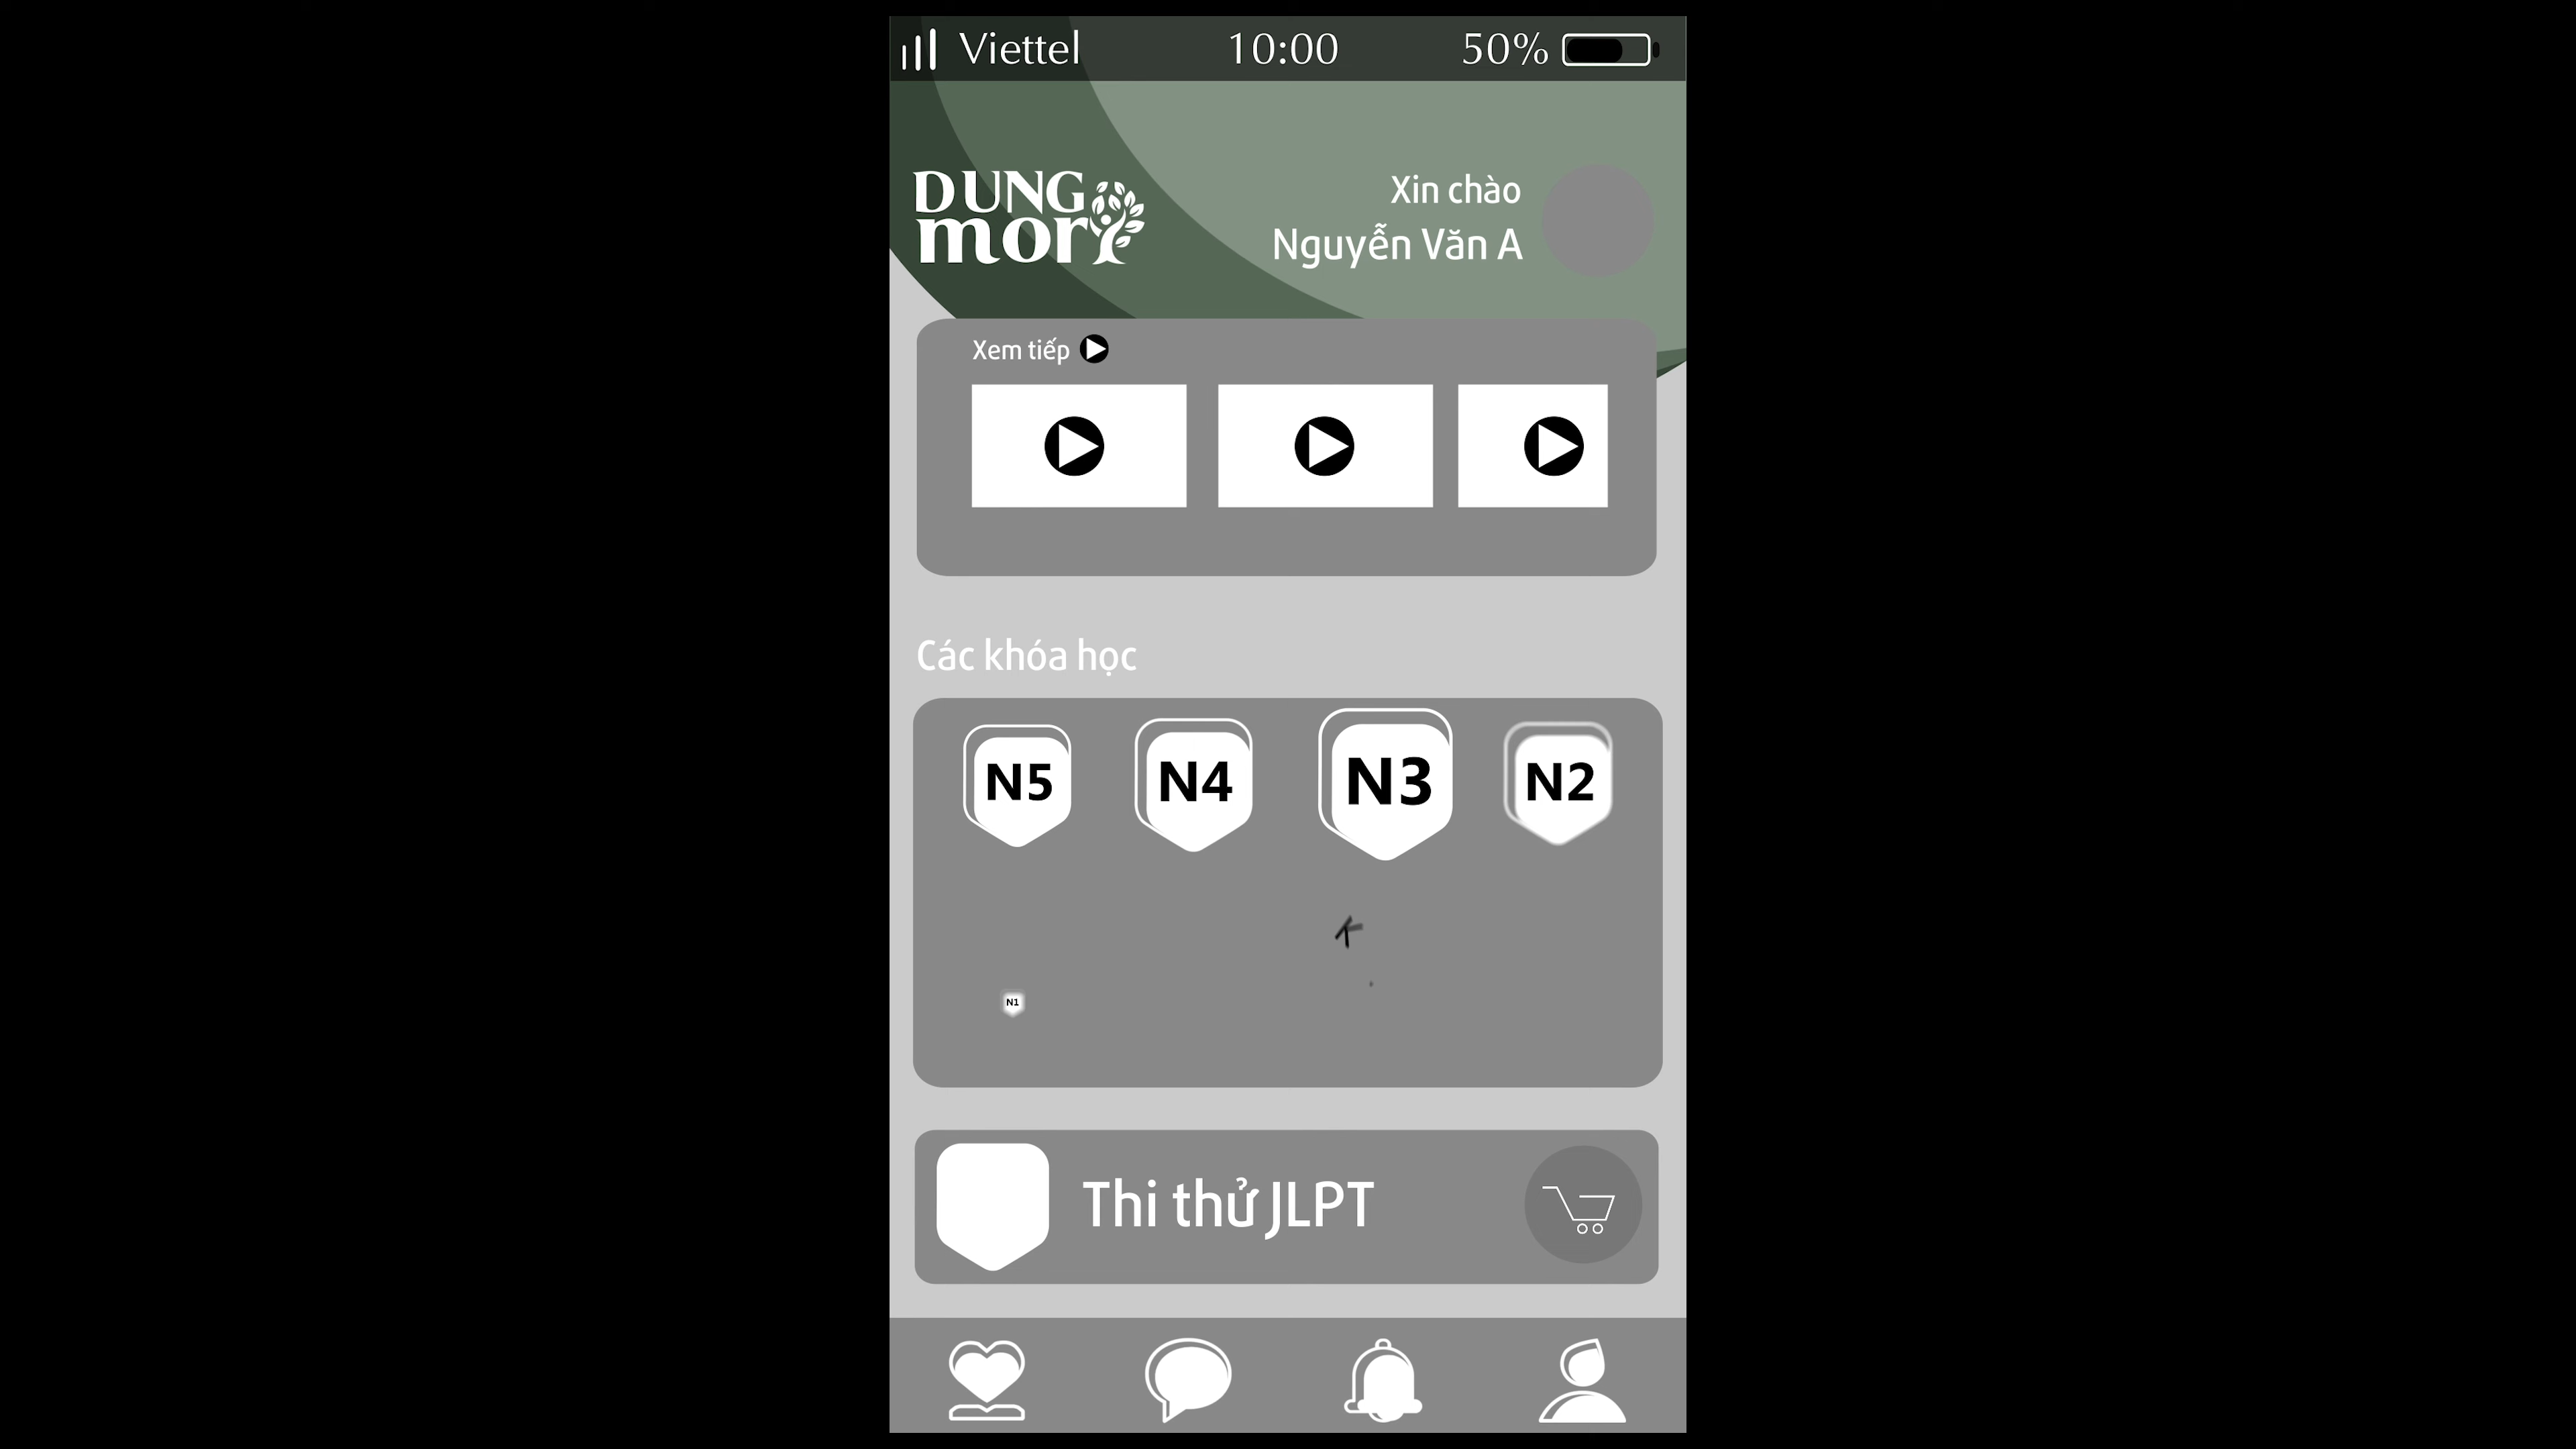 Viettel 10:00 50%
DUNG
mori
Xin chào
Nguyễn Văn A
Xem tiếp
Các khóa học
N5 N4 N3 N2
N1
Thi thử JLPT